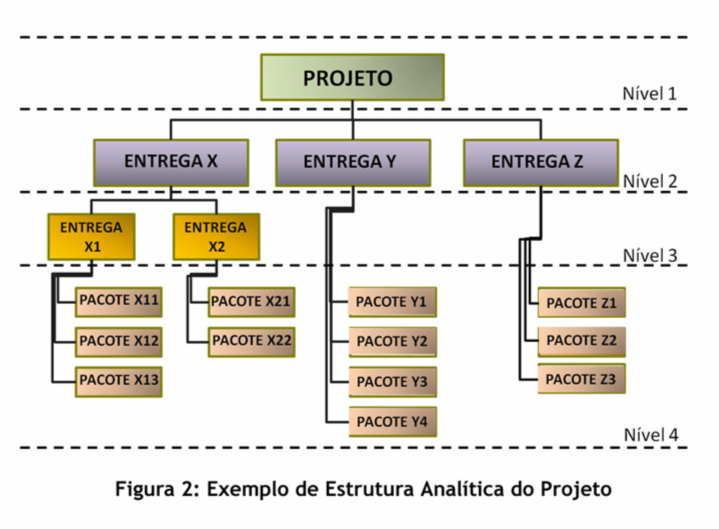 PROJETO
Nível 1
ENTREGA X
ENTREGA Y
ENTREGA Z
Nível 2
ENTREGA
X1
ENTREGA
X2
Nível 3
PACOTE X11
PACOTE X21
PACOTE Y1
PACOTE Z1
PACOTE X12
PACOTE X22
PACOTE Y2
PACOTE Z2
PACOTE X13
PACOTE Y3
PACOTE Z3
PACOTE Y4
Nível 4
Figura 2: Exemplo de Estrutura Analítica do Projeto